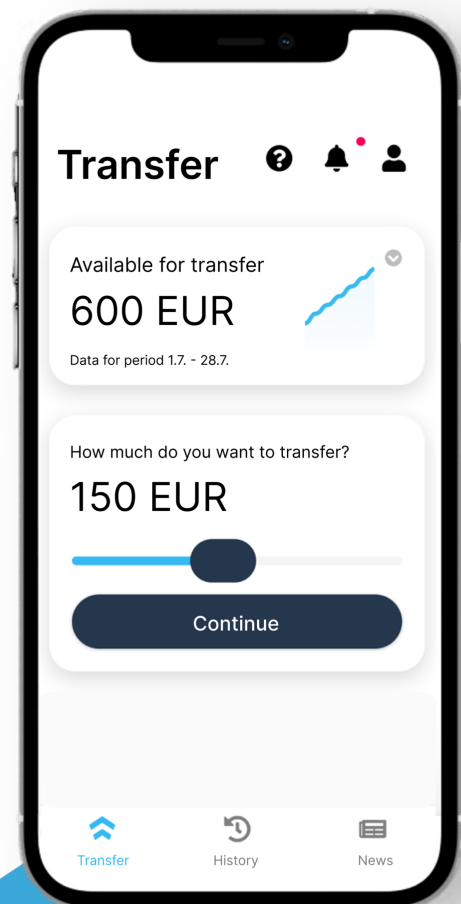 Transfer
Available for transfer
600 EUR
Data for period 1.7. - 28.7.
How much do you want to transfer?
150 EUR
Continue
Transfer
History
News